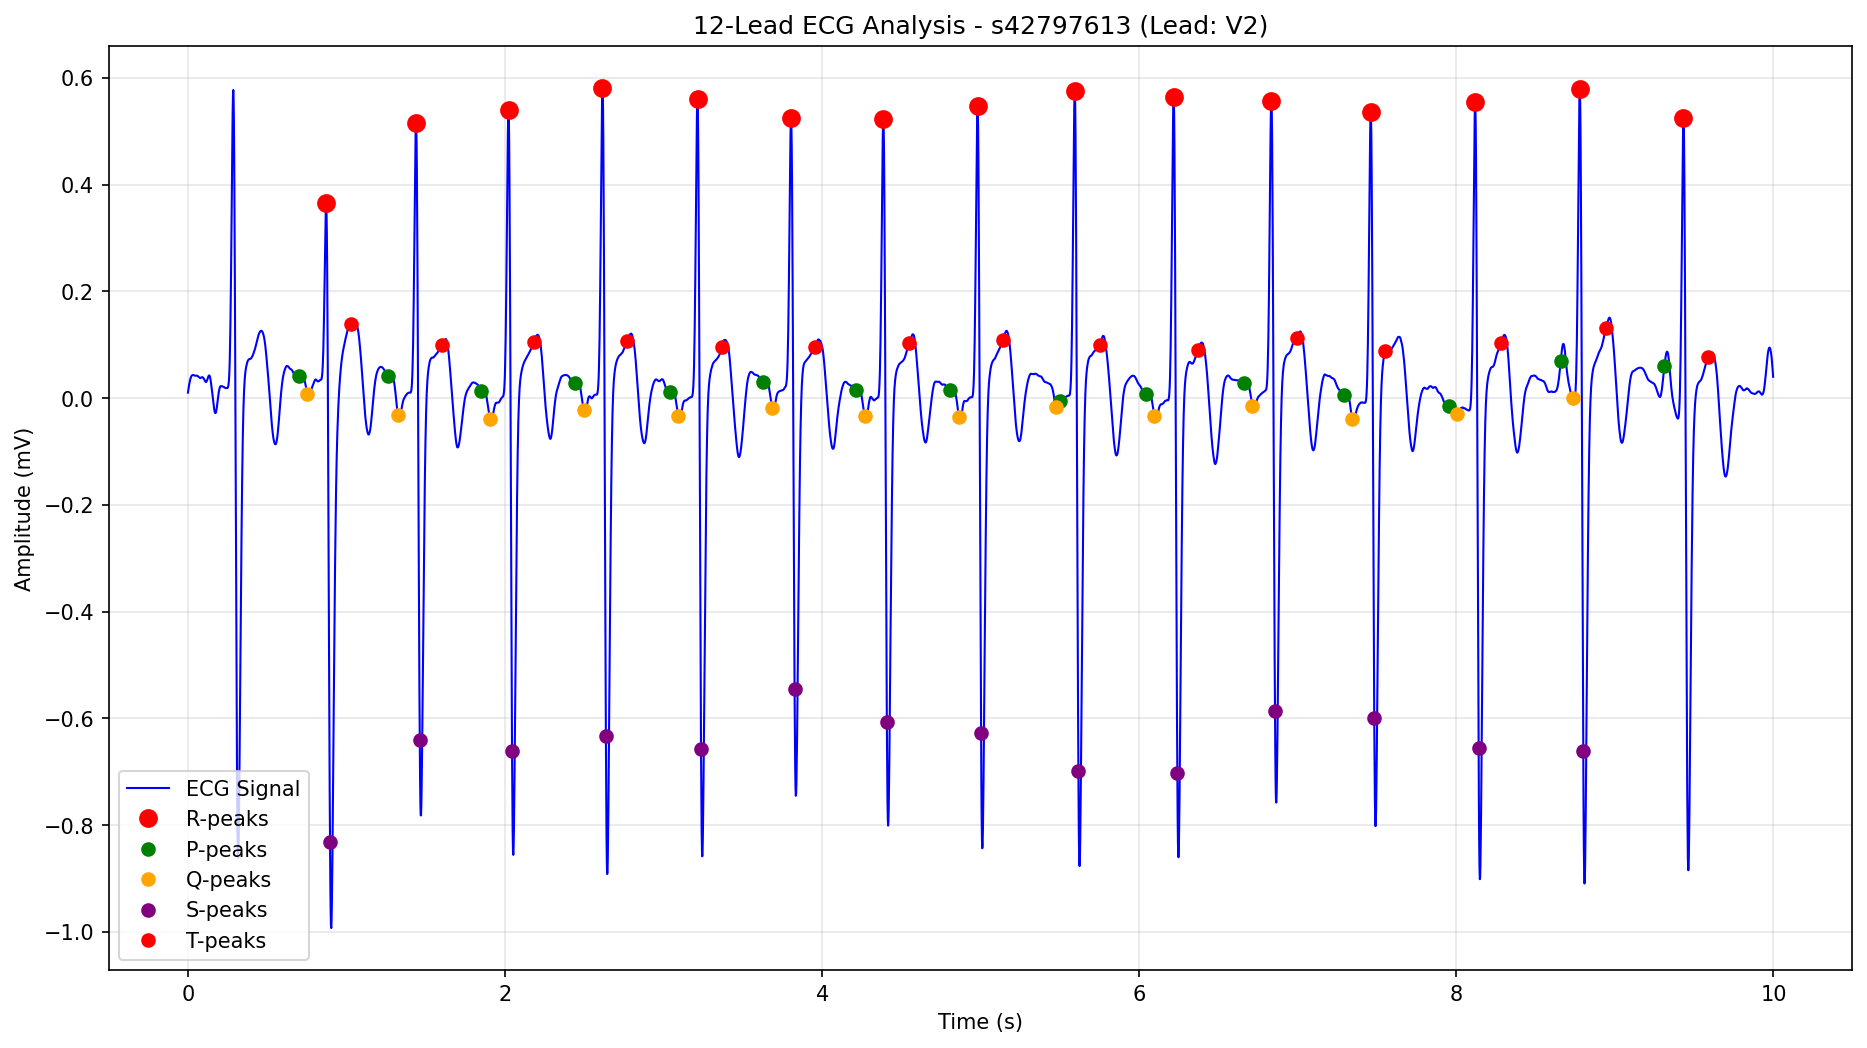 12-Lead ECG Analysis - s42797613 (Lead: V2)
Amplitude (mV)
0.6
0.4
0.2
0.0
−0.2
−0.4
−0.6
−0.8
−1.0
ECG Signal
R-peaks
P-peaks
Q-peaks
S-peaks
T-peaks
0 2 4 6 8 10
Time (s)